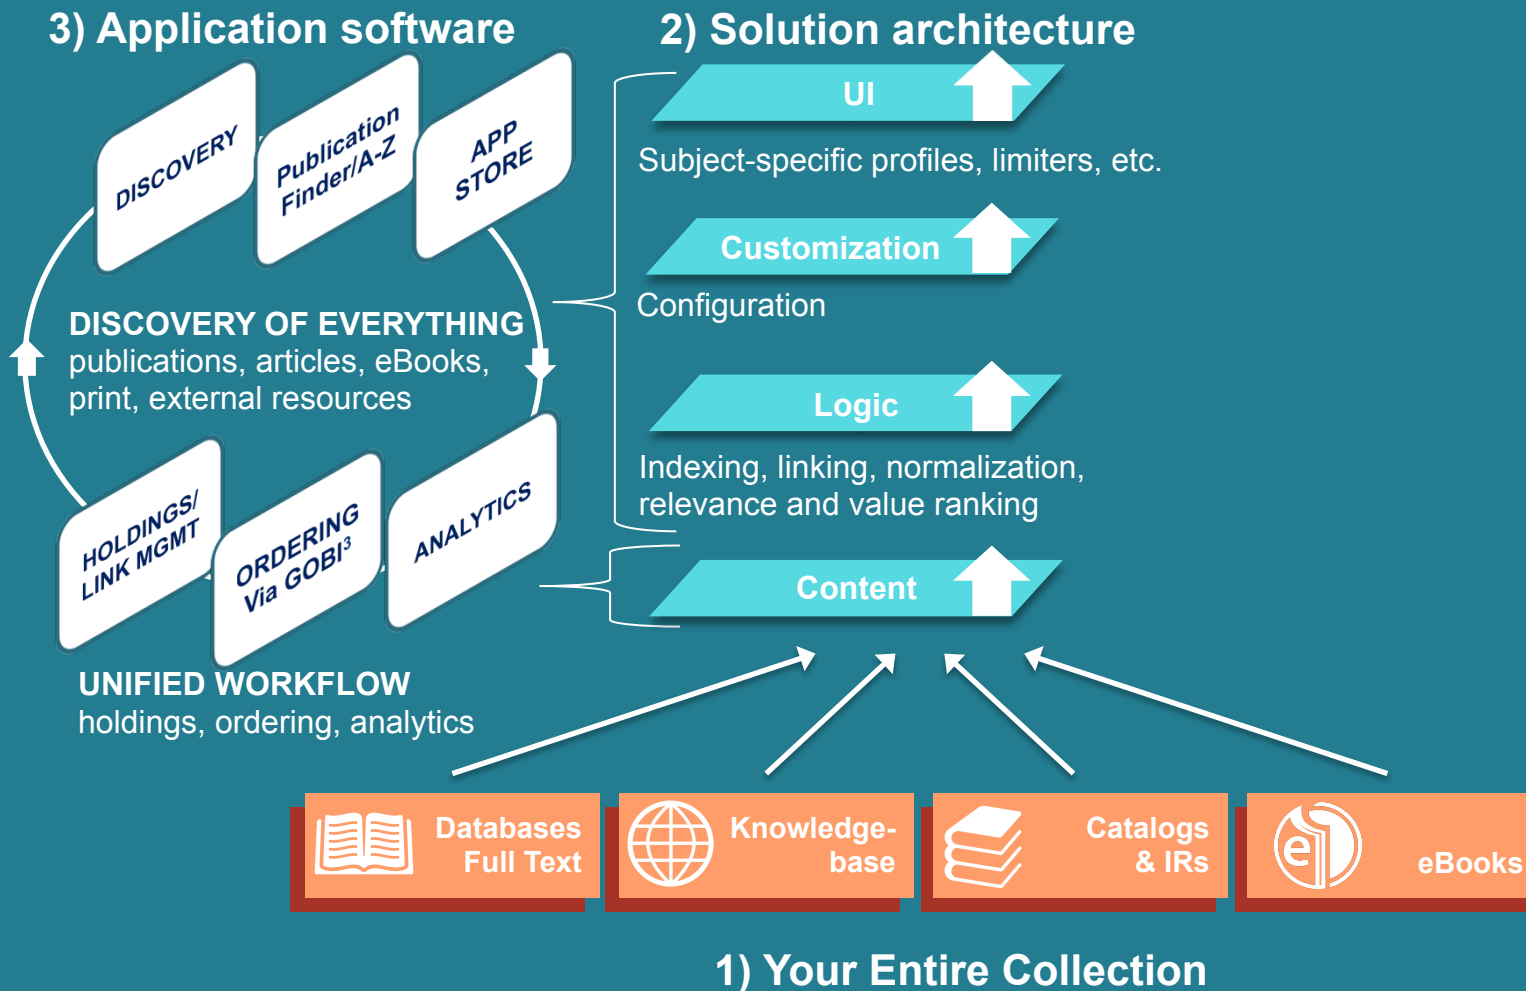 3) Application software
DISCOVERY
Publication
Finder/A-Z
APP
STORE
DISCOVERY OF EVERYTHING
publications, articles, eBooks,
print, external resources
HOLDINGS/
LINK MGMT
ORDERING
Via GOBI³
ANALYTICS
UNIFIED WORKFLOW
holdings, ordering, analytics
2) Solution architecture
UI
Subject-specific profiles, limiters, etc.
Customization
Configuration
Logic
Indexing, linking, normalization,
relevance and value ranking
Content
Databases
Full Text
Knowledge-
base
Catalogs
& IRs
e
eBooks
1) Your Entire Collection